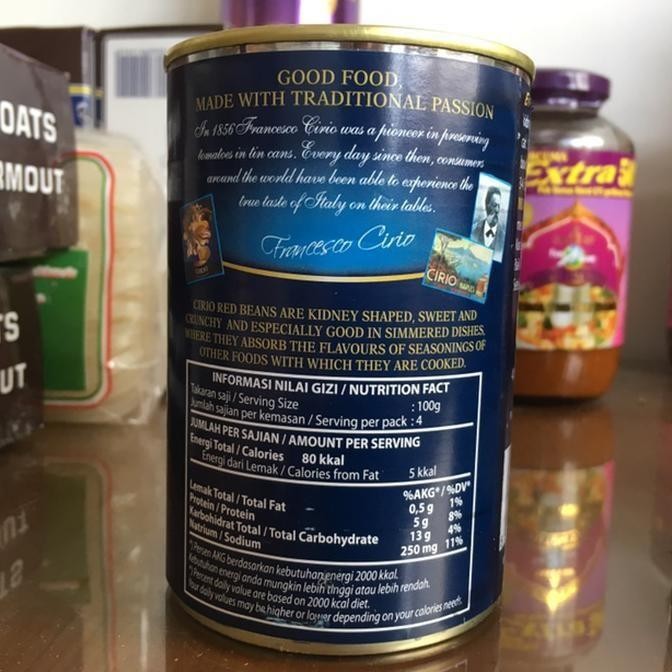 GOOD FOOD,
MADE WITH TRADITIONAL PASSION
In 1856 Francesco Cirio was a pioneer in preserving
tomatoes in tin cans. Every day since then, consumers
around the world have been able to experience the
true taste of Italy on their tables.
Francesco Cirio
CIRIO
CIRIO RED BEANS ARE KIDNEY SHAPED, SWEET AND
CRUNCHY AND ESPECIALLY GOOD IN SIMMERED DISHES,
WHERE THEY ABSORB THE FLAVOURS OF SEASONINGS OF
OTHER FOODS WITH WHICH THEY ARE COOKED.
INFORMASI NILAI GIZI / NUTRITION FACT
Takaran saji / Serving Size : 100g
Jumlah sajian per kemasan / Serving per pack : 4
JUMLAH PER SAJIAN / AMOUNT PER SERVING
Energi Total / Calories 80 kkal
Energi dari Lemak / Calories from Fat 5 kkal
%AKG* / %DV*
Lemak Total / Total Fat 0,5 g 1%
Protein / Protein 5 g 8%
Karbohidrat Total / Total Carbohydrate 13 g 4%
Natrium / Sodium 250 mg 11%
*) Persen AKG berdasarkan kebutuhan energi 2000 kkal.
Kebutuhan energi anda mungkin lebih tinggi atau lebih rendah.
*) Percent daily value are based on 2000 kcal diet.
Your daily values may be higher or lower depending on your calories needs.
OATS
RMOUT
TS
UT
Extra